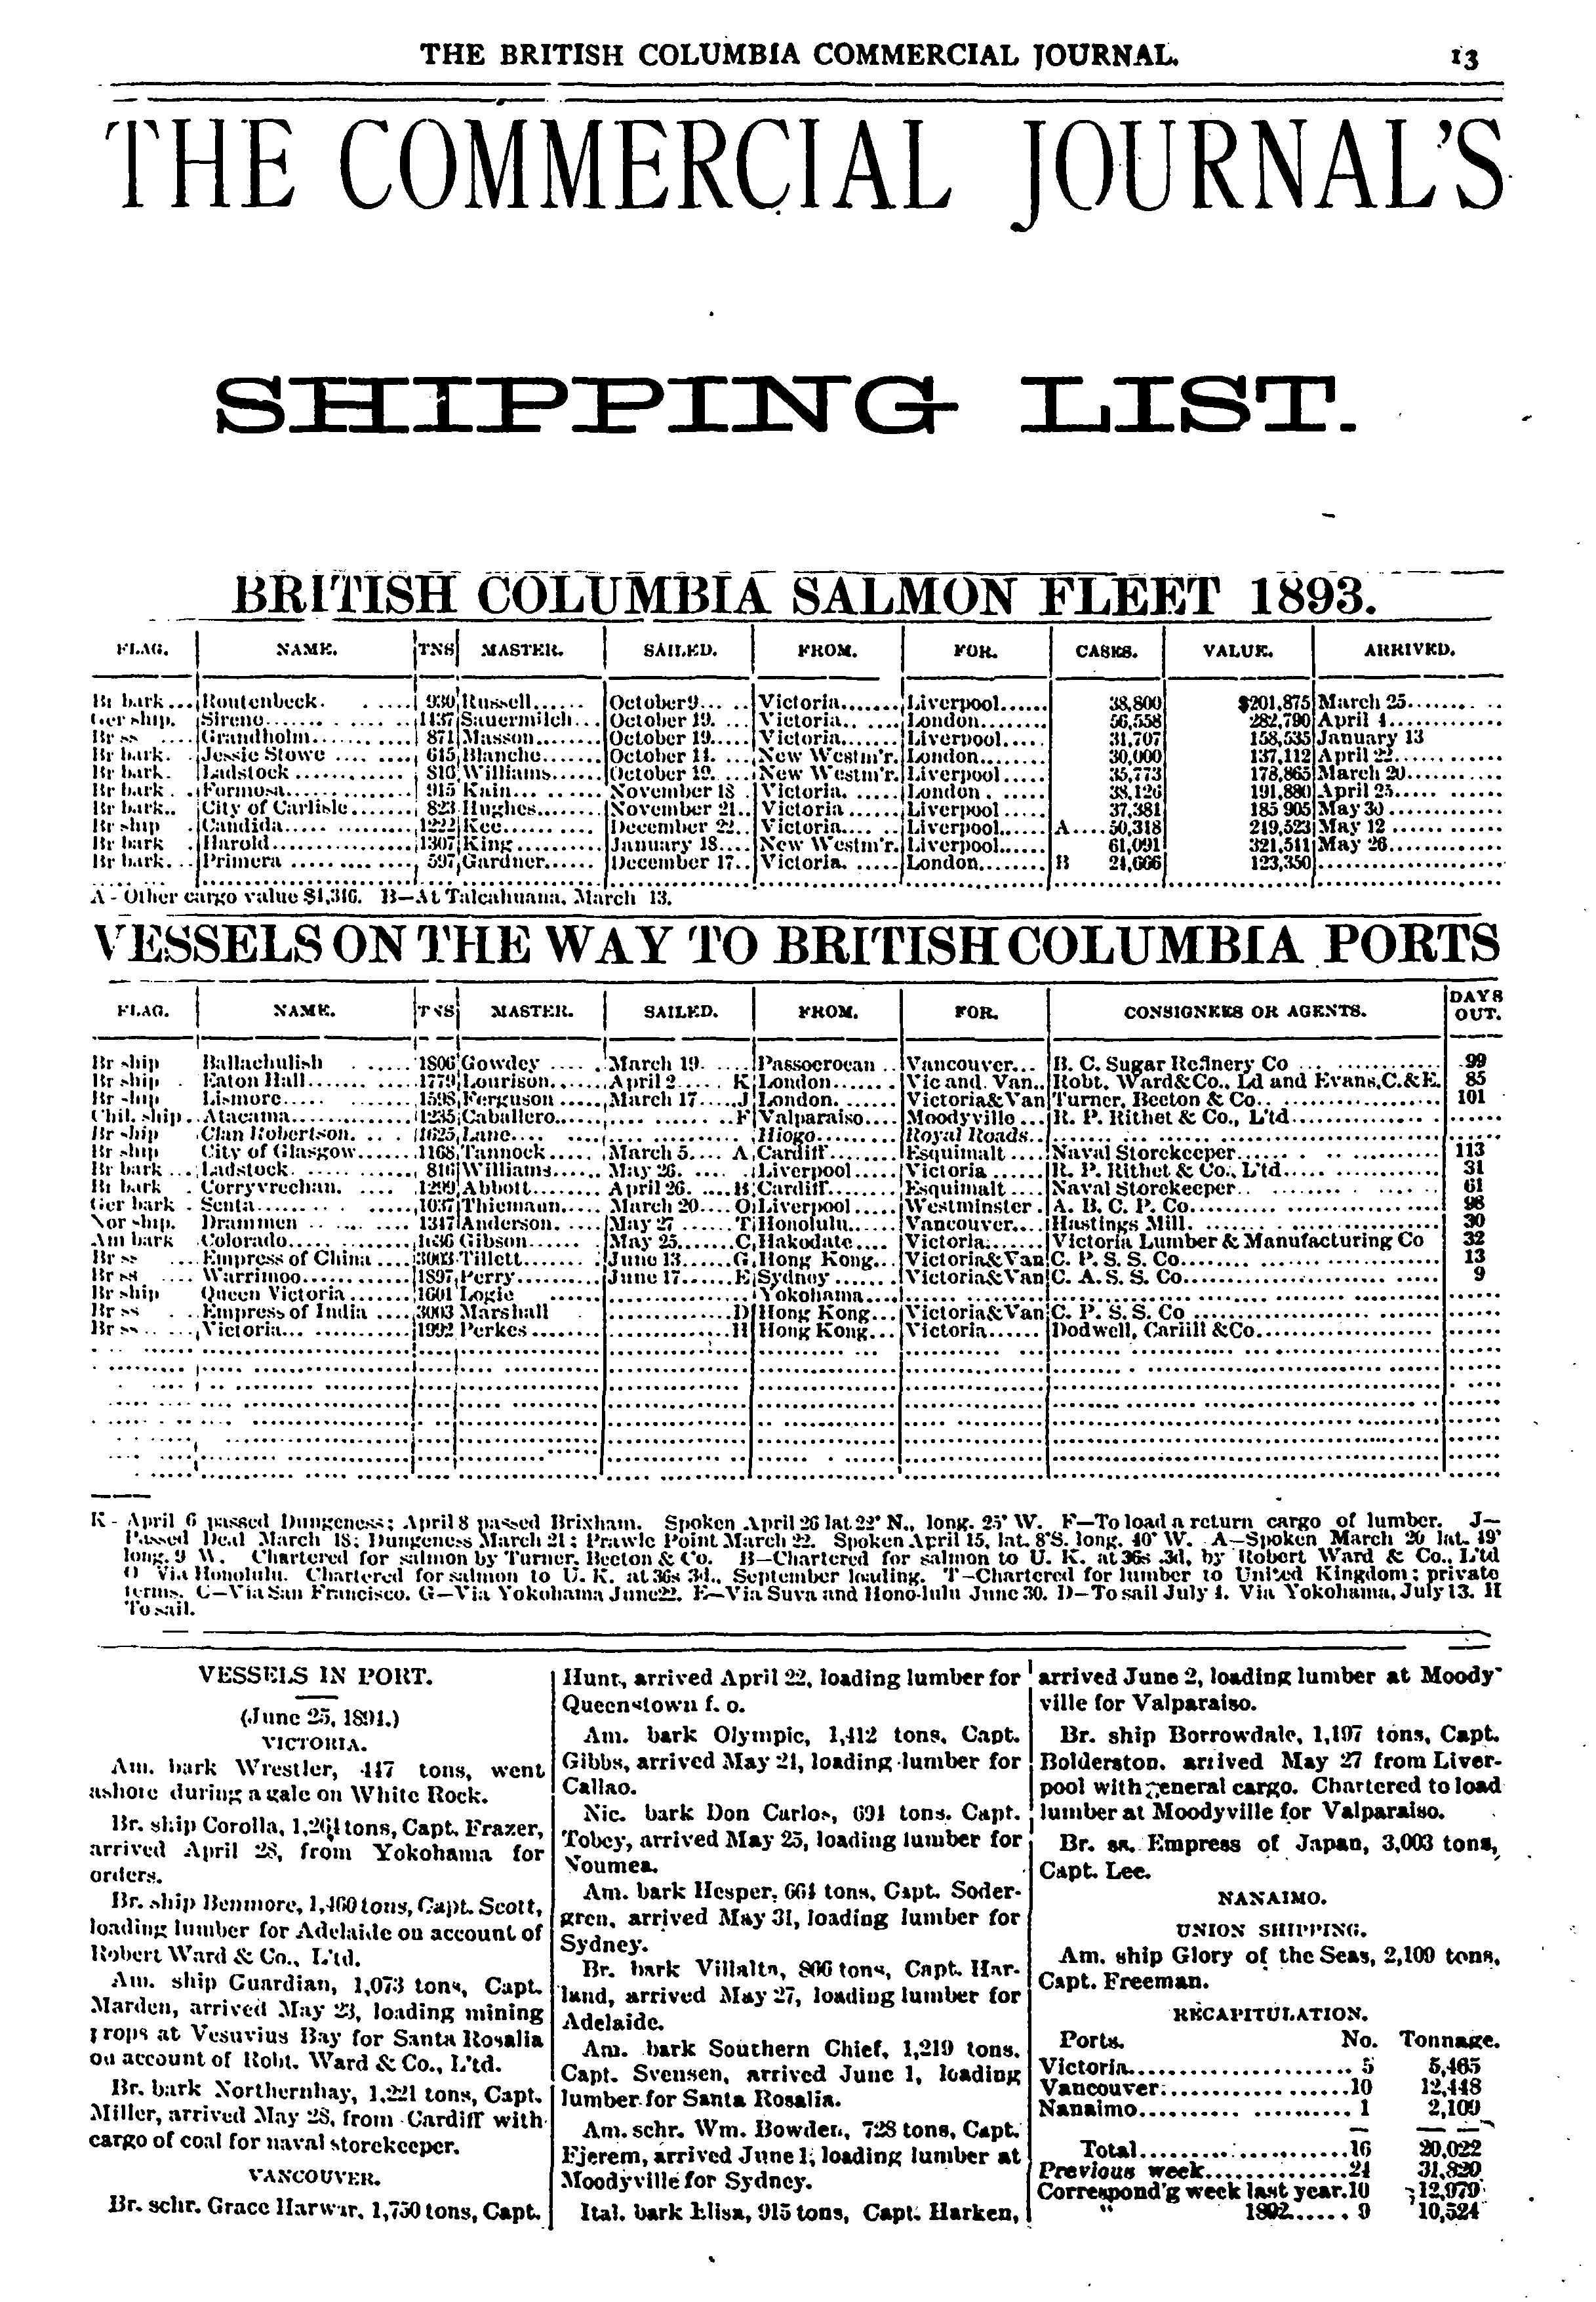 THE BRITISH COLUMBIA COMMERCIAL JOURNAL. 13
THE COMMERCIAL JOURNAL'S
SHIPPING LIST.
BRITISH COLUMBIA SALMON FLEET 1893.
FLAG. NAME. TNS MASTER. SAILED. FROM. FOR. CASES. VALUE. ARRIVED.
Br bark... Routenbeck. ..... 930 Russell...... October 9... .. Victoria....... Liverpool...... 38,800 $201,875 March 25
Ger ship. Sirene 1437 Sauermilch... October 19. Victoria.. ..... London........ 56,558 282,790 April 4
Br ss .... Grandholm 871 Masson........ October 19..... Victoria....... Liverpool..... 31,707 158,535 January 13
Br bark. Jessie Stowe 645 Blanche....... October 14. ... New Westm'r. London........ 30,000 137,112 April 22
Br bark. Ladstock 816 Williams...... October 19. ... New Westm'r. Liverpool ..... 35,773 178,865 March 20
Br bark. . Formosa 915 Kain November 18 Victoria. ..... London . ..... 38,126 191,880 April 25
Br bark.. City of Carlisle 823 Hughes........ November 21.. Victoria ...... Liverpool 37,381 185 905 May 30
Br ship . Candida 1222 Kee December 22.. Victoria.... .. Liverpool...... A.... 50,318 249,523 May 12
Br bark . Harold 1307 King January 18.... New Westm'r. Liverpool...... 61,091 321,511 May 26
Br bark. .. Primera 597 Gardner...... December 17.. Victoria. ..... London........ B 24,666 123,350
A - Other cargo value $1,316. B—At Talcahuana, March 13.
VESSELS ON THE WAY TO BRITISH COLUMBIA PORTS
FLAG. NAME. TNS MASTER. SAILED. FROM. FOR. CONSIGNEES OR AGENTS. DAYS OUT.
Br ship Ballachulish 1806 Gowdey .... March 19. Passoeroean .. Vancouver... B. C. Sugar Refinery Co 99
Br ship . Eaton Hall 1779 Lourison...... April 2 K London Vic and. Van.. Robt. Ward&Co., Ld and Evans,C.&E. 85
Br ship Lismore 1598 Ferguson ..... March 17....J London. Victoria&Van Turner, Beeton & Co 101
Chil. ship.. Atacama 1235 Caballero F Valparaiso.... Moodyville ... R. P. Rithet & Co., L'td
Br ship Clan Robertson. 1625 Lane.... Hiogo Royal Roads..
Br ship City of Glasgow 1168 Tannock March 5.... A Cardiff Esquimalt .... Naval Storekeeper 113
Br bark ... Ladstock. 816 Williams..... May 26. Liverpool..... Victoria R. P. Rithet & Co., L'td 31
Br bark . Corryvrechan. 1299 Abbott....... April 26. ....B Cardiff Esquimalt .... Naval Storekeeper 61
Ger bark . Senta 1037 Thiemann..... March 20....O Liverpool Westminster . A. B. C. P. Co 98
Nor ship. Drammen 1347 Anderson. .... May 27 T Honolulu Vancouver.... Hastings Mill. 30
Am bark Colorado 1036 Gibson May 25.......C Hakodate.... Victoria Victoria Lumber & Manufacturing Co 32
Br ss Empress of China .... 3003 Tillett June 13......G Hong Kong... Victoria&Van C. P. S. S. Co 13
Br ss .... Warrimoo 1897 Perry June 17......E Sydney Victoria&Van C. A. S. S. Co 9
Br ship Queen Victoria 1601 Logie Yokohama....
Br ss .... Empress of India .... 3003 Marshall D Hong Kong... Victoria&Van C. P. S. S. Co
Br ss Victoria 1992 Perkes H Hong Kong... Victoria...... Dodwell, Carlill &Co
K - April 6 passed Dungeness; April 8 passed Brixham. Spoken April 26 lat. 22° N., long. 25° W. F—To load a return cargo of lumber. J—
Passed Deal March 18; Dungeness March 21; Prawle Point March 22. Spoken April 15, lat. 8°S. long. 40° W. A—Spoken March 20 lat. 49°
long. 9 W. Chartered for salmon by Turner, Beeton & Co. B—Chartered for salmon to U. K. at 36s 3d, by Robert Ward & Co., L'td
O Via Honolulu. Chartered for salmon to U. K. at 36s 3d., September loading. T—Chartered for lumber to United Kingdom; private
terms. C—Via San Francisco. G—Via Yokohama June 22. E—Via Suva and Hono-lulu June 30. D—To sail July 4. Via Yokohama, July 13. H
To sail.
VESSELS IN PORT.
(June 25, 1894.)
VICTORIA.
Am. bark Wrestler, 447 tons, went
ashore during a gale on White Rock.
Br. ship Corolla, 1,264 tons, Capt. Frazer,
arrived April 28, from Yokohama for
orders.
Br. ship Benmore, 1,460 tons, Capt. Scott,
loading lumber for Adelaide on account of
Robert Ward & Co., L'td.
Am. ship Guardian, 1,073 tons, Capt.
Marden, arrived May 23, loading mining
props at Vesuvius Bay for Santa Rosalia
on account of Robt. Ward & Co., L'td.
Br. bark Northernhay, 1,221 tons, Capt.
Miller, arrived May 28, from Cardiff with
cargo of coal for naval storekeeper.
VANCOUVER.
Br. schr. Grace Harwar, 1,750 tons, Capt.
Hunt, arrived April 22, loading lumber for
Queenstown f. o.
Am. bark Olympic, 1,412 tons, Capt.
Gibbs, arrived May 21, loading lumber for
Callao.
Nic. bark Don Carlos, 694 tons. Capt.
Tobey, arrived May 25, loading lumber for
Noumea.
Am. bark Hesper, 664 tons, Capt. Soder-
gren, arrived May 31, loading lumber for
Sydney.
Br. bark Villalta, 866 tons, Capt. Har-
land, arrived May 27, loading lumber for
Adelaide.
Am. bark Southern Chief, 1,219 tons.
Capt. Svensen, arrived June 1, loading
lumber for Santa Rosalia.
Am. schr. Wm. Bowden, 728 tons, Capt.
Fjerem, arrived June 1, loading lumber at
Moodyville for Sydney.
Ital. bark Elisa, 915 tons, Capt. Harken,
arrived June 2, loading lumber at Moody-
ville for Valparaiso.
Br. ship Borrowdale, 1,197 tons, Capt.
Bolderston. arrived May 27 from Liver-
pool with general cargo. Chartered to load
lumber at Moodyville for Valparaiso.
Br. ss. Empress of Japan, 3,003 tons,
Capt. Lee.
NANAIMO.
UNION SHIPPING.
Am. ship Glory of the Seas, 2,109 tons,
Capt. Freeman.
RECAPITULATION.
Ports. No. Tonnage.
Victoria 5 5,465
Vancouver 10 12,448
Nanaimo 1 2,109
Total 16 20,022
Previous week 24 31,820
Correspond'g week last year. 10 12,979
" 1892...... 9 10,524